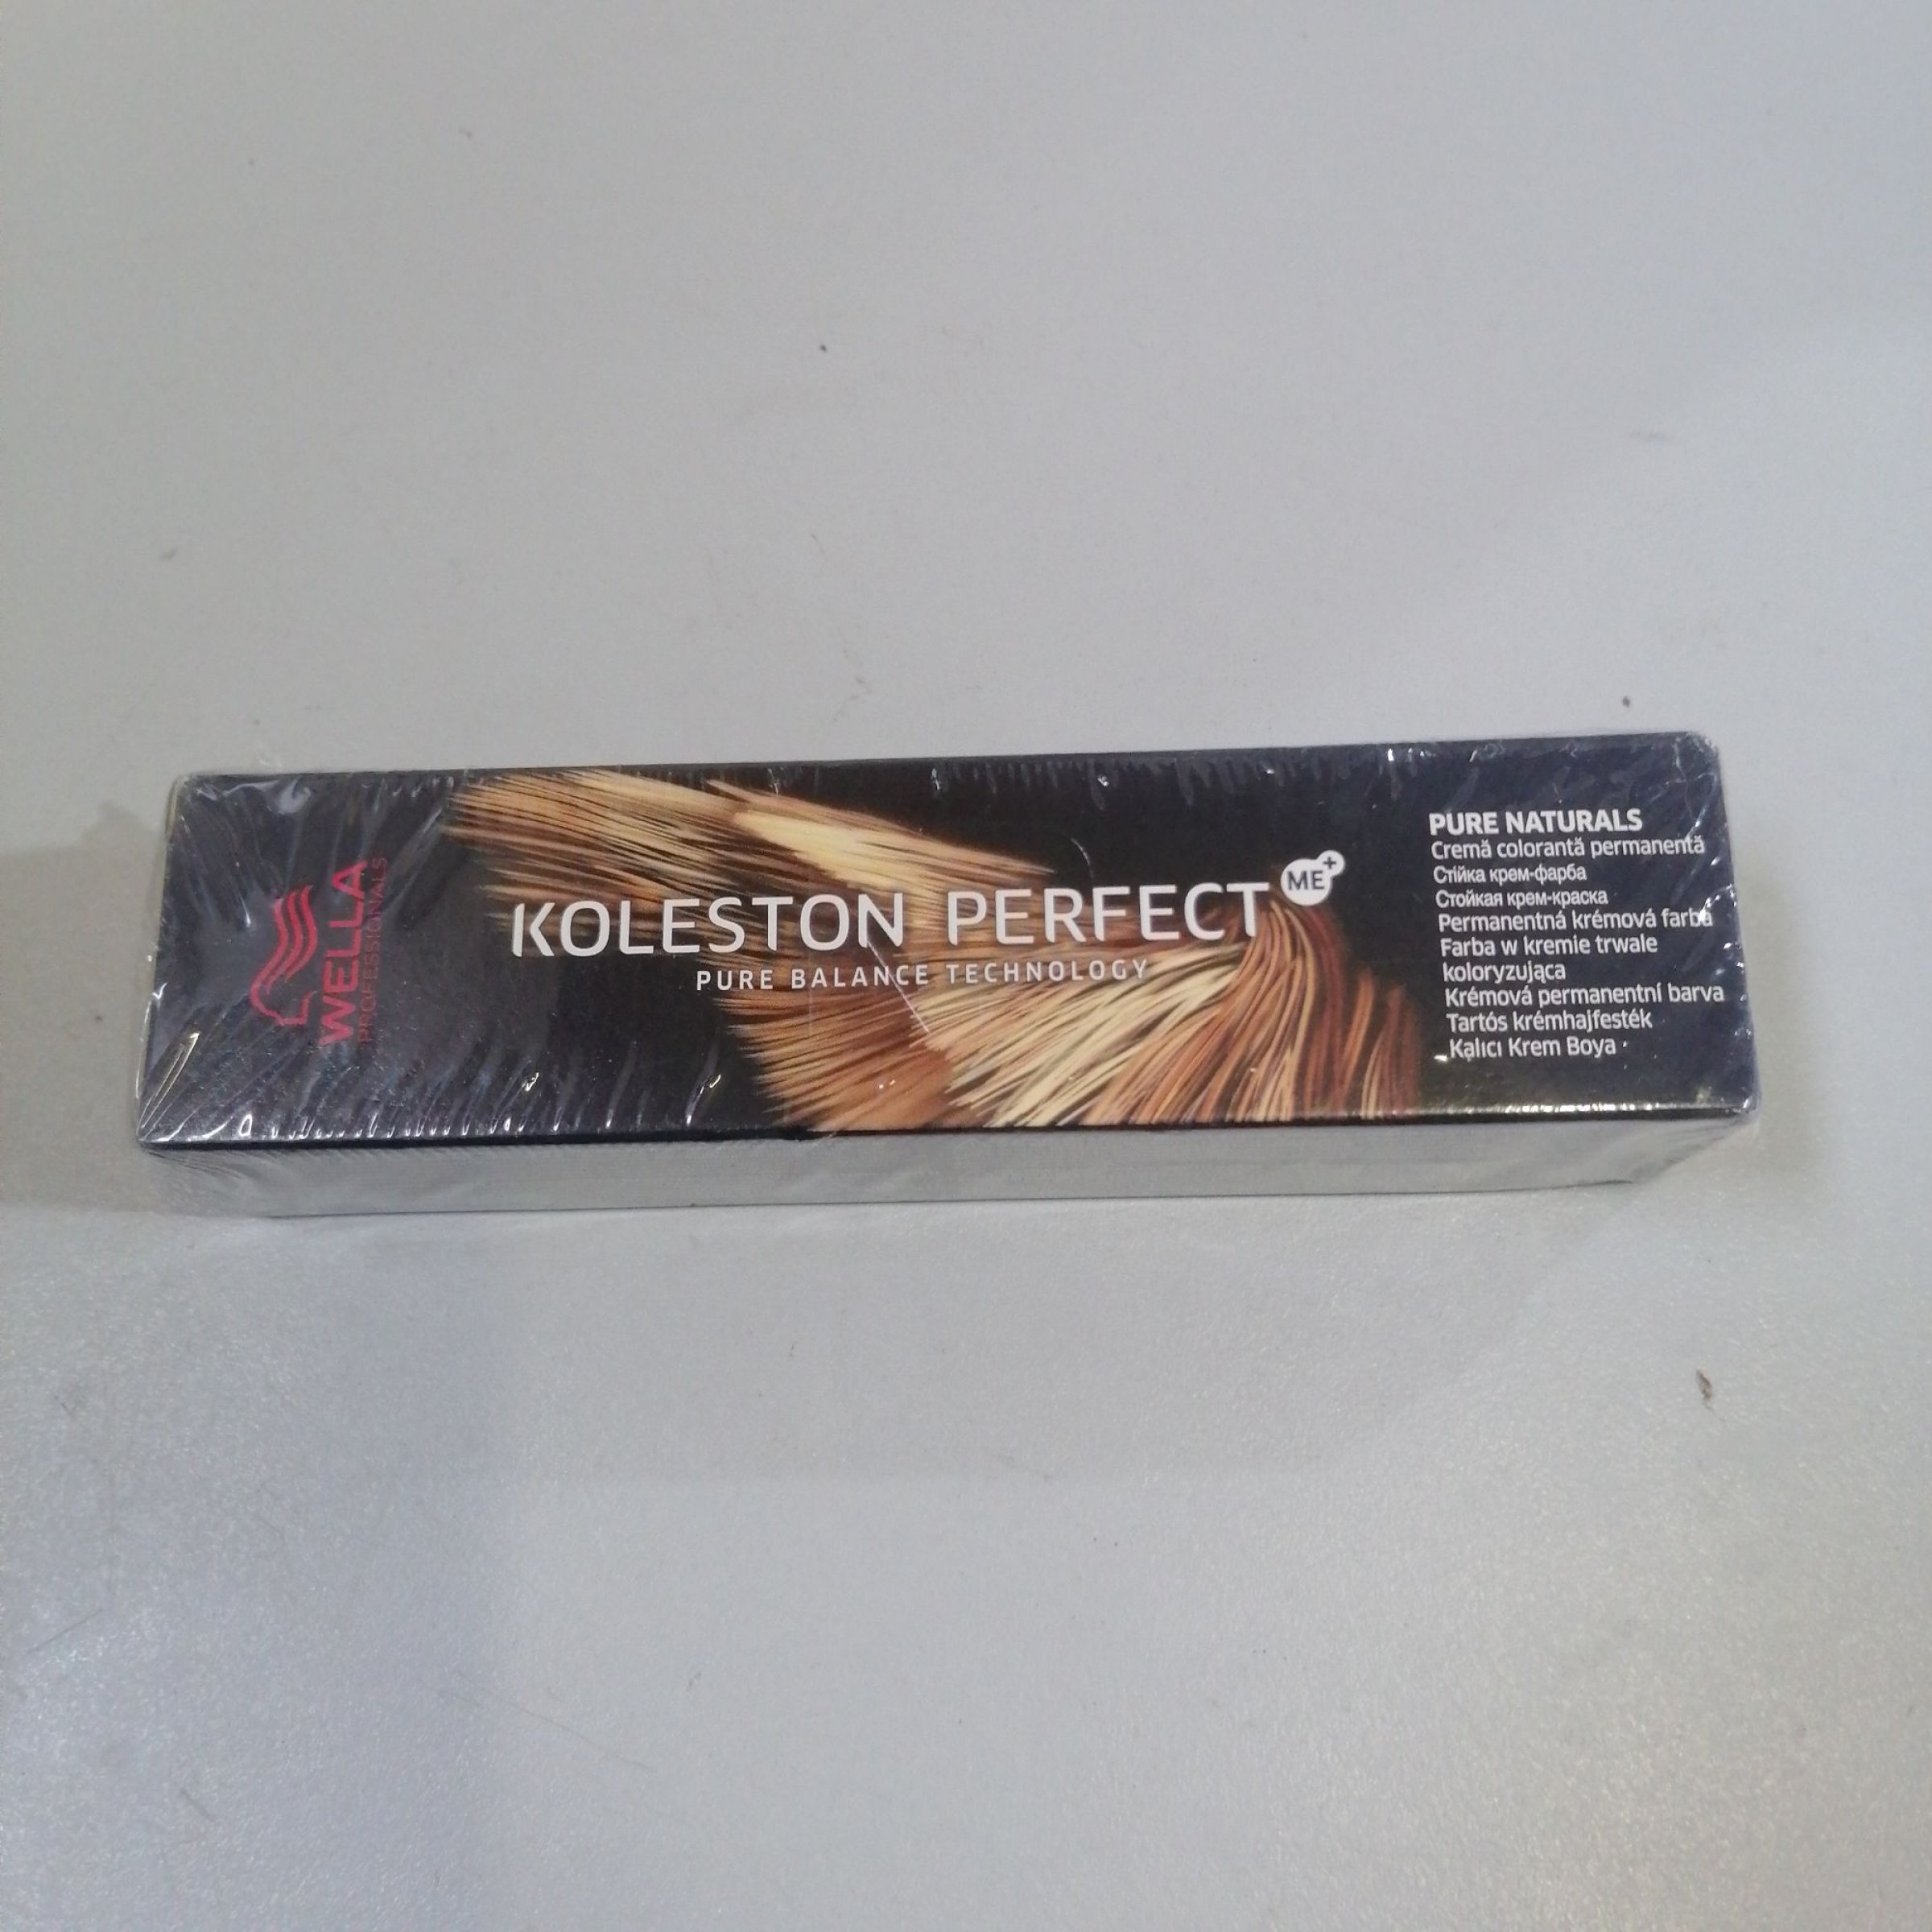 WELLA
PROFESSIONALS
KOLESTON PERFECT ME+
PURE BALANCE TECHNOLOGY
PURE NATURALS
Cremă colorantă permanentă
Стійка крем-фарба
Стойкая крем-краска
Permanentná krémová farba
Farba w kremie trwale
koloryzująca
Krémová permanentní barva
Tartós krémhajfesték
Kalıcı Krem Boya